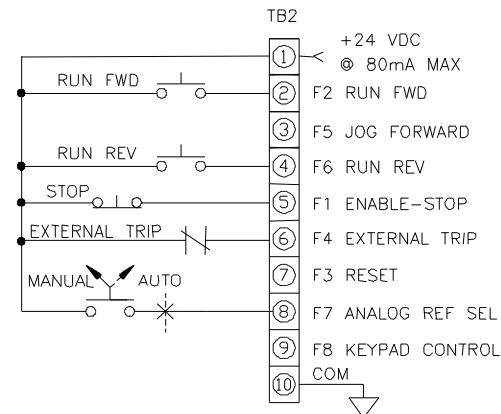 TB2
1 +24 VDC
@ 80mA MAX
RUN FWD 2 F2 RUN FWD
3 F5 JOG FORWARD
RUN REV 4 F6 RUN REV
STOP 5 F1 ENABLE-STOP
EXTERNAL TRIP 6 F4 EXTERNAL TRIP
7 F3 RESET
MANUAL AUTO
8 F7 ANALOG REF SEL
9 F8 KEYPAD CONTROL
10 COM